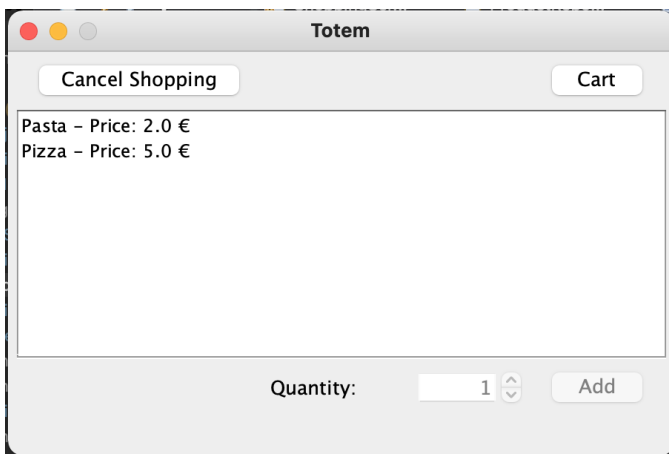 Totem
Cancel Shopping
Cart
Pasta – Price: 2.0 €
Pizza – Price: 5.0 €
Quantity:
1
Add